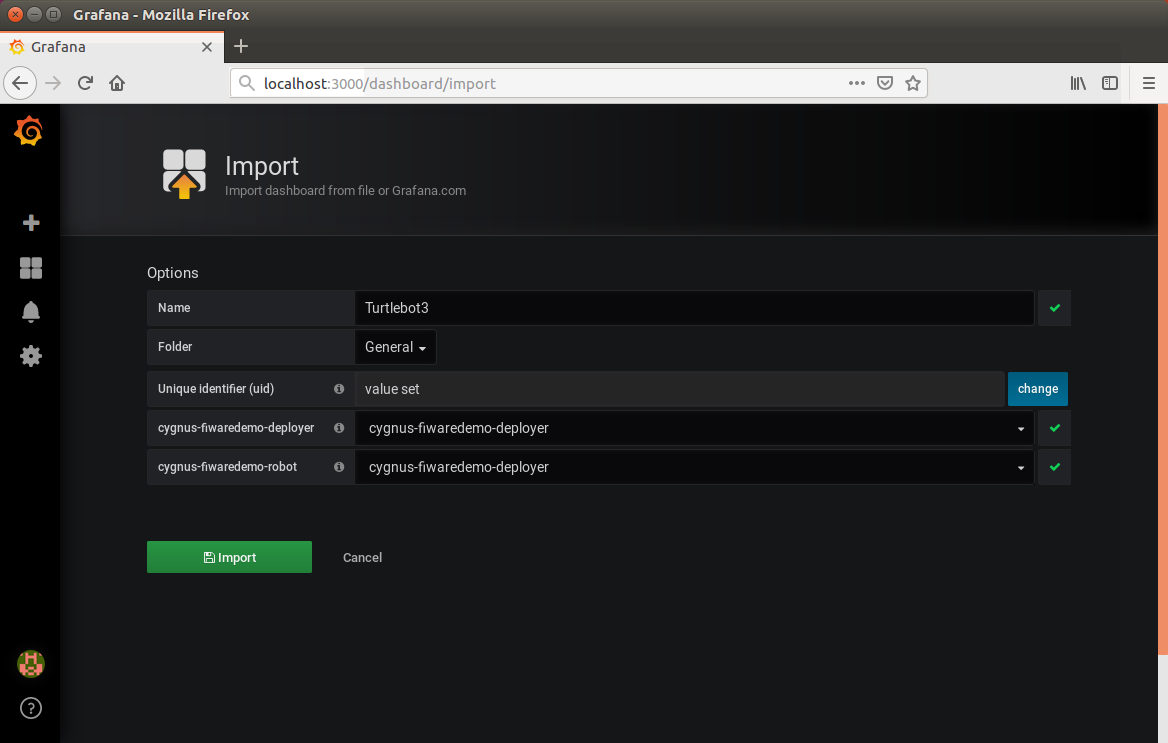 Grafana - Mozilla Firefox
Grafana
localhost:3000/dashboard/import
Import
Import dashboard from file or Grafana.com
Options
Name Turtlebot3
Folder General
Unique identifier (uid) value set change
cygnus-fiwaredemo-deployer cygnus-fiwaredemo-deployer
cygnus-fiwaredemo-robot cygnus-fiwaredemo-deployer
Import Cancel